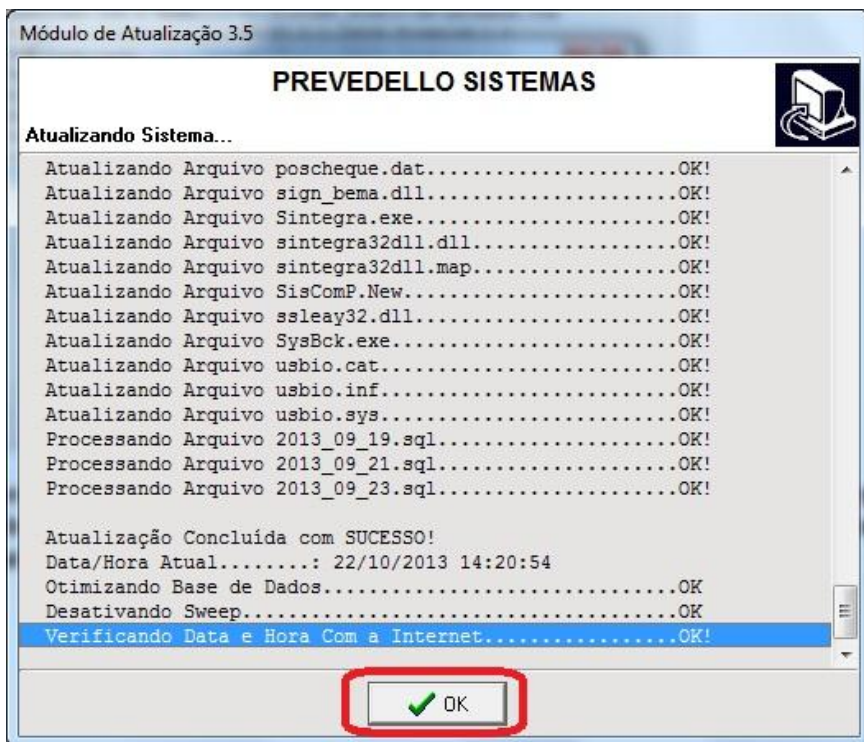 Módulo de Atualização 3.5
PREVEDELLO SISTEMAS
Atualizando Sistema...
Atualizando Arquivo poscheque.dat......................OK!
Atualizando Arquivo sign_bema.dll......................OK!
Atualizando Arquivo Sintegra.exe.......................OK!
Atualizando Arquivo sintegra32dll.dll..................OK!
Atualizando Arquivo sintegra32dll.map..................OK!
Atualizando Arquivo SisComP.New........................OK!
Atualizando Arquivo ssleay32.dll.......................OK!
Atualizando Arquivo SysBck.exe.........................OK!
Atualizando Arquivo usbio.cat..........................OK!
Atualizando Arquivo usbio.inf..........................OK!
Atualizando Arquivo usbio.sys..........................OK!
Processando Arquivo 2013_09_19.sql.....................OK!
Processando Arquivo 2013_09_21.sql.....................OK!
Processando Arquivo 2013_09_23.sql.....................OK!
Atualização Concluída com SUCESSO!
Data/Hora Atual........: 22/10/2013 14:20:54
Otimizando Base de Dados...............................OK
Desativando Sweep......................................OK
Verificando Data e Hora Com a Internet.................OK!
OK